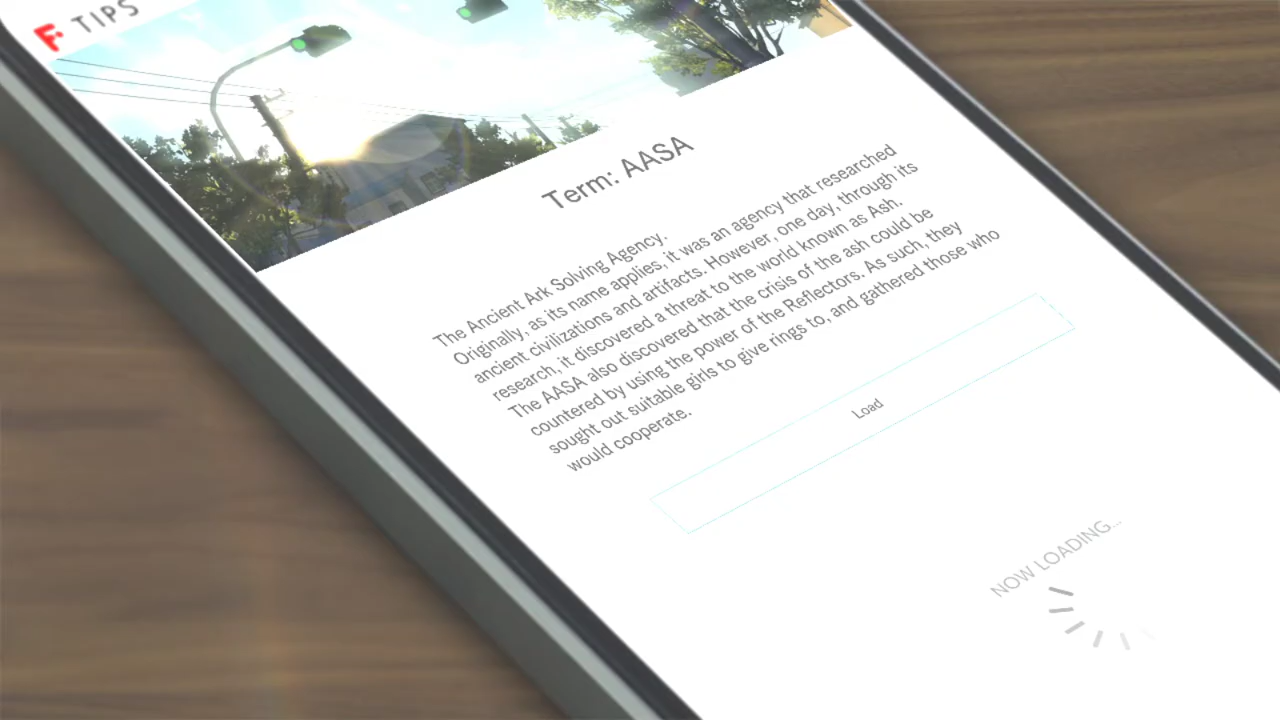 TIPS
Term: AASA
The Ancient Ark Solving Agency.
Originally, as its name applies, it was an agency that researched
ancient civilizations and artifacts. However, one day, through its
research, it discovered a threat to the world known as Ash.
The AASA also discovered that the crisis of the ash could be
countered by using the power of the Reflectors. As such, they
sought out suitable girls to give rings to, and gathered those who
would cooperate.
Load
NOW LOADING...